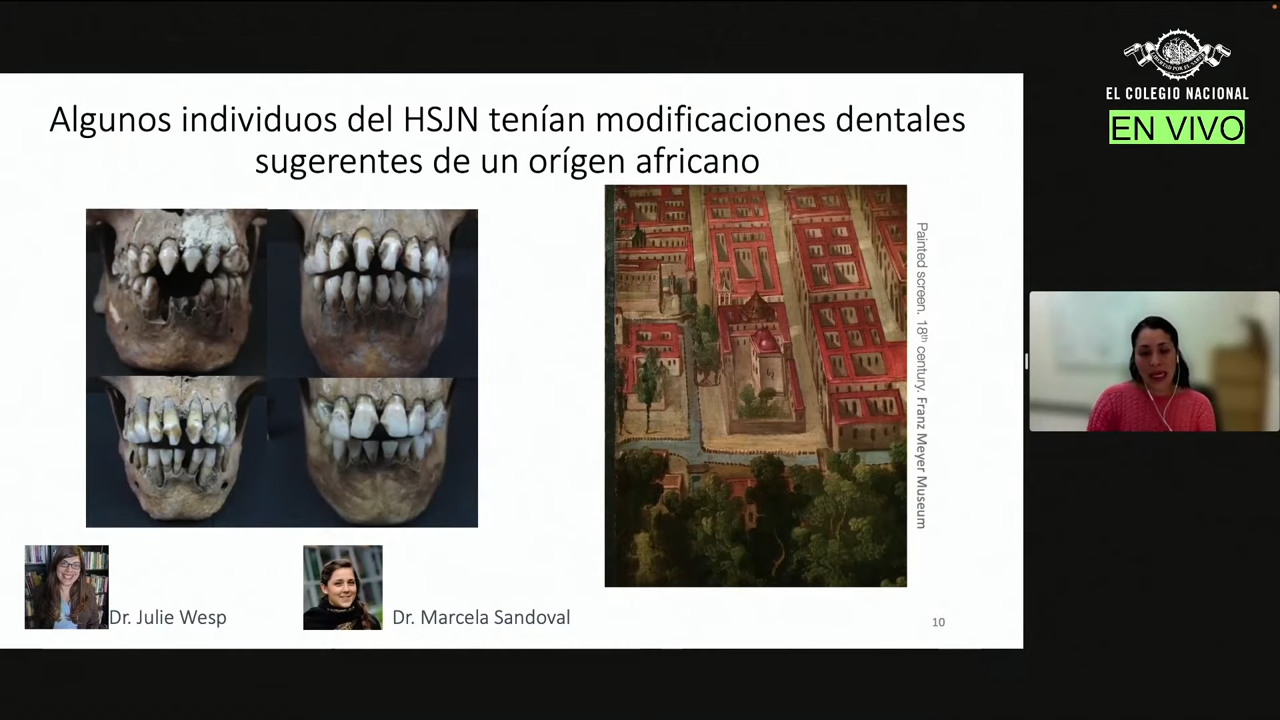 Algunos individuos del HSJN tenían modificaciones dentales
sugerentes de un orígen africano
Painted screen. 18th century. Franz Meyer Museum
Dr. Julie Wesp
Dr. Marcela Sandoval
10
EL COLEGIO NACIONAL
EN VIVO